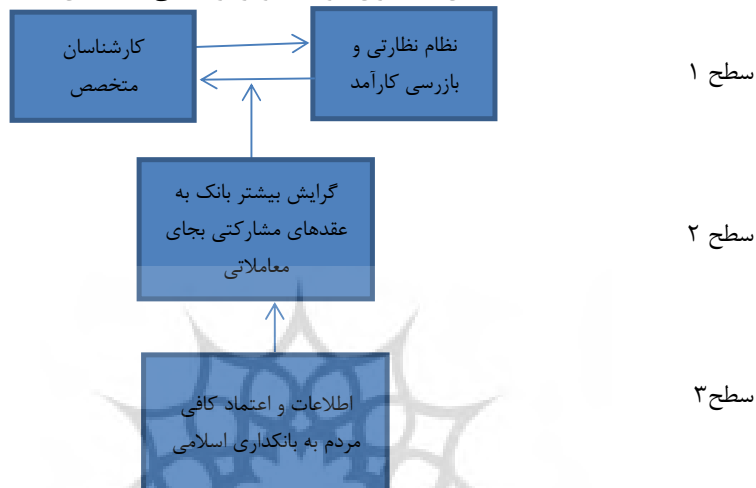 نظام نظارتی و
بازرسی کارآمد
کارشناسان
متخصص
سطح ۱
گرایش بیشتر بانک به
عقدهای مشارکتی بجای
معاملاتی
سطح ۲
اطلاعات و اعتماد کافی
مردم به بانکداری اسلامی
سطح۳